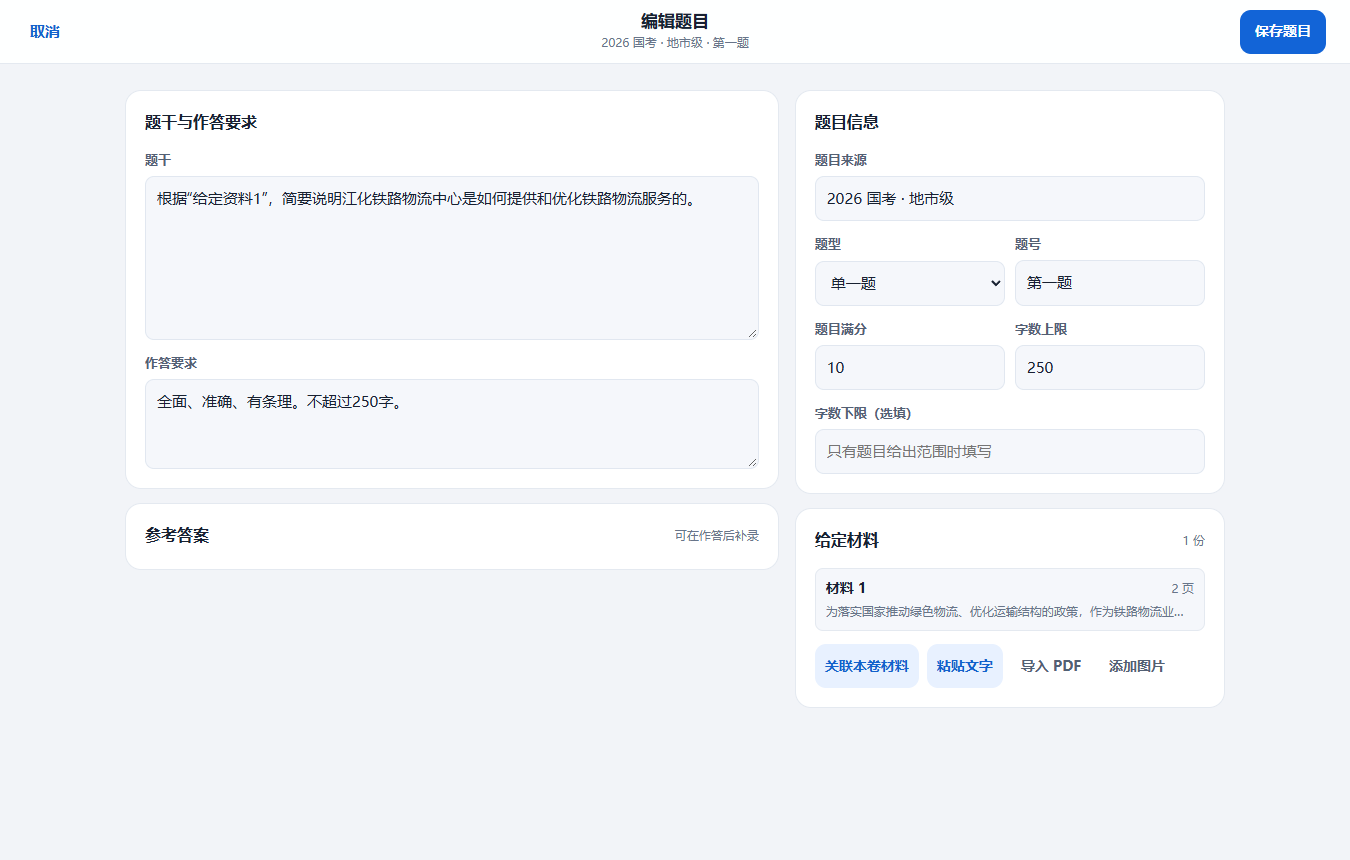 取消
编辑题目
2026 国考 · 地市级 · 第一题
保存题目
题干与作答要求
题干
根据“给定资料1”，简要说明江化铁路物流中心是如何提供和优化铁路物流服务的。
作答要求
全面、准确、有条理。不超过250字。
参考答案
可在作答后补录
题目信息
题目来源
2026 国考 · 地市级
题型
题号
单一题
第一题
题目满分
字数上限
10
250
字数下限（选填）
只有题目给出范围时填写
给定材料
1 份
材料 1
2 页
为落实国家推动绿色物流、优化运输结构的政策，作为铁路物流业...
关联本卷材料
粘贴文字
导入 PDF
添加图片